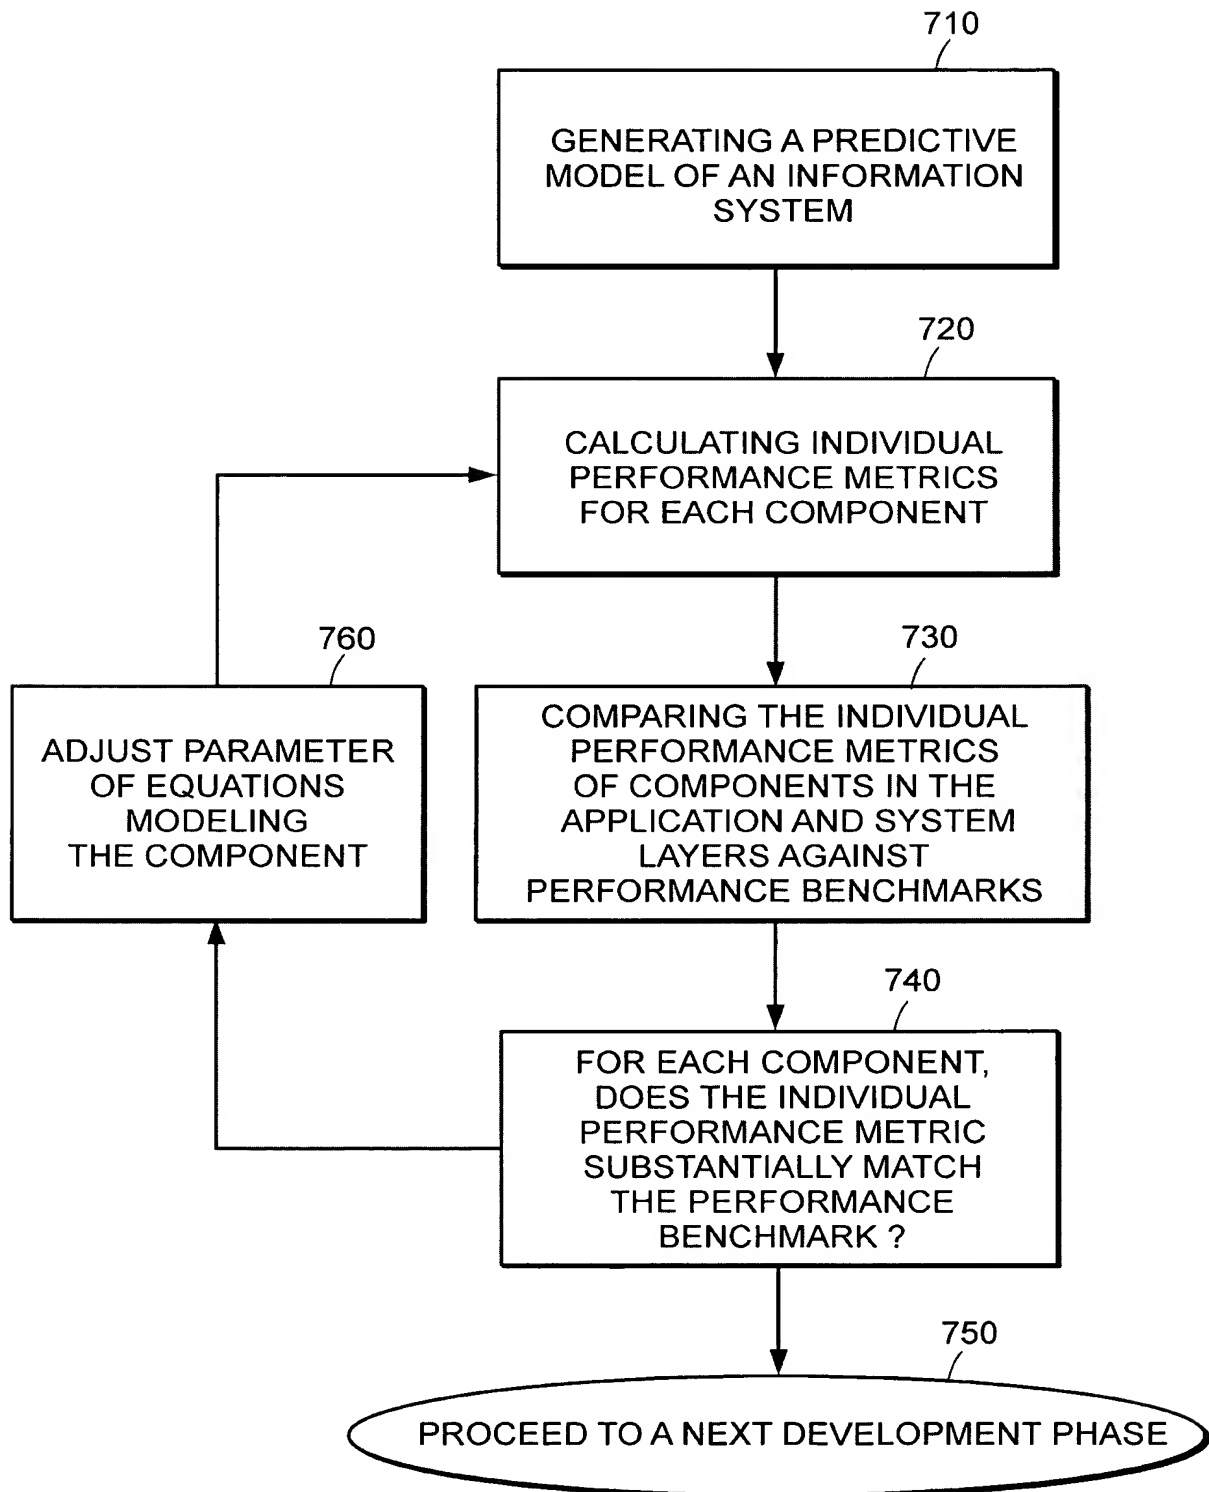 710
GENERATING A PREDICTIVE
MODEL OF AN INFORMATION
SYSTEM
720
CALCULATING INDIVIDUAL
PERFORMANCE METRICS
FOR EACH COMPONENT
760
ADJUST PARAMETER
OF EQUATIONS
MODELING
THE COMPONENT
730
COMPARING THE INDIVIDUAL
PERFORMANCE METRICS
OF COMPONENTS IN THE
APPLICATION AND SYSTEM
LAYERS AGAINST
PERFORMANCE BENCHMARKS
740
FOR EACH COMPONENT,
DOES THE INDIVIDUAL
PERFORMANCE METRIC
SUBSTANTIALLY MATCH
THE PERFORMANCE
BENCHMARK ?
750
PROCEED TO A NEXT DEVELOPMENT PHASE